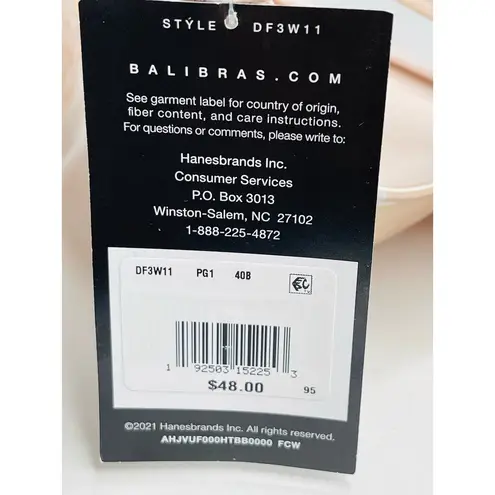 STYLE DF3W11
BALIBRAS.COM
See garment label for country of origin,
fiber content, and care instructions.
For questions or comments, please write to:
Hanesbrands Inc.
Consumer Services
P.O. Box 3013
Winston-Salem, NC 27102
1-888-225-4872
DF3W11 PG1 40B
1 92503 15225 3
$48.00 95
©2021 Hanesbrands Inc. All rights reserved.
AHJVUF000HTBB0000 FCW